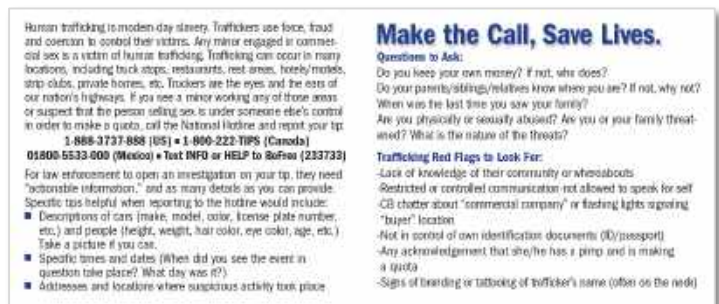 Human trafficking is modern-day slavery. Traffickers use force, fraud
and coercion to control their victims. Any minor engaged in commer-
cial sex is a victim of human trafficking. Trafficking can occur in many
locations, including truck stops, restaurants, rest areas, hotels/motels,
strip clubs, private homes, etc. Truckers are the eyes and the ears of
our nation's highways. If you see a minor working any of those areas
or suspect that the person selling sex is under someone else's control
in order to make a quota, call the National Hotline and report your tip:
1-888-3737-888 (US) • 1-800-222-TIPS (Canada)
01800-5533-000 (Mexico) • Text INFO or HELP to BeFree (233733)
For law enforcement to open an investigation on your tip, they need
"actionable information," and as many details as you can provide.
Specific tips helpful when reporting to the hotline would include:
■ Descriptions of cars (make, model, color, license plate number,
etc.) and people (height, weight, hair color, eye color, age, etc.)
Take a picture if you can.
■ Specific times and dates (When did you see the event in
question take place? What day was it?)
■ Addresses and locations where suspicious activity took place
Make the Call, Save Lives.
Questions to Ask:
Do you keep your own money? If not, who does?
Do your parents/siblings/relatives know where you are? If not, why not?
When was the last time you saw your family?
Are you physically or sexually abused? Are you or your family threat-
ened? What is the nature of the threats?
Trafficking Red Flags to Look For:
-Lack of knowledge of their community or whereabouts
-Restricted or controlled communication-not allowed to speak for self
-CB chatter about "commercial company" or flashing lights signaling
"buyer" location
-Not in control of own identification documents (ID/passport)
-Any acknowledgement that she/he has a pimp and is making
a quota
-Signs of branding or tattooing of trafficker's name (often on the neck)